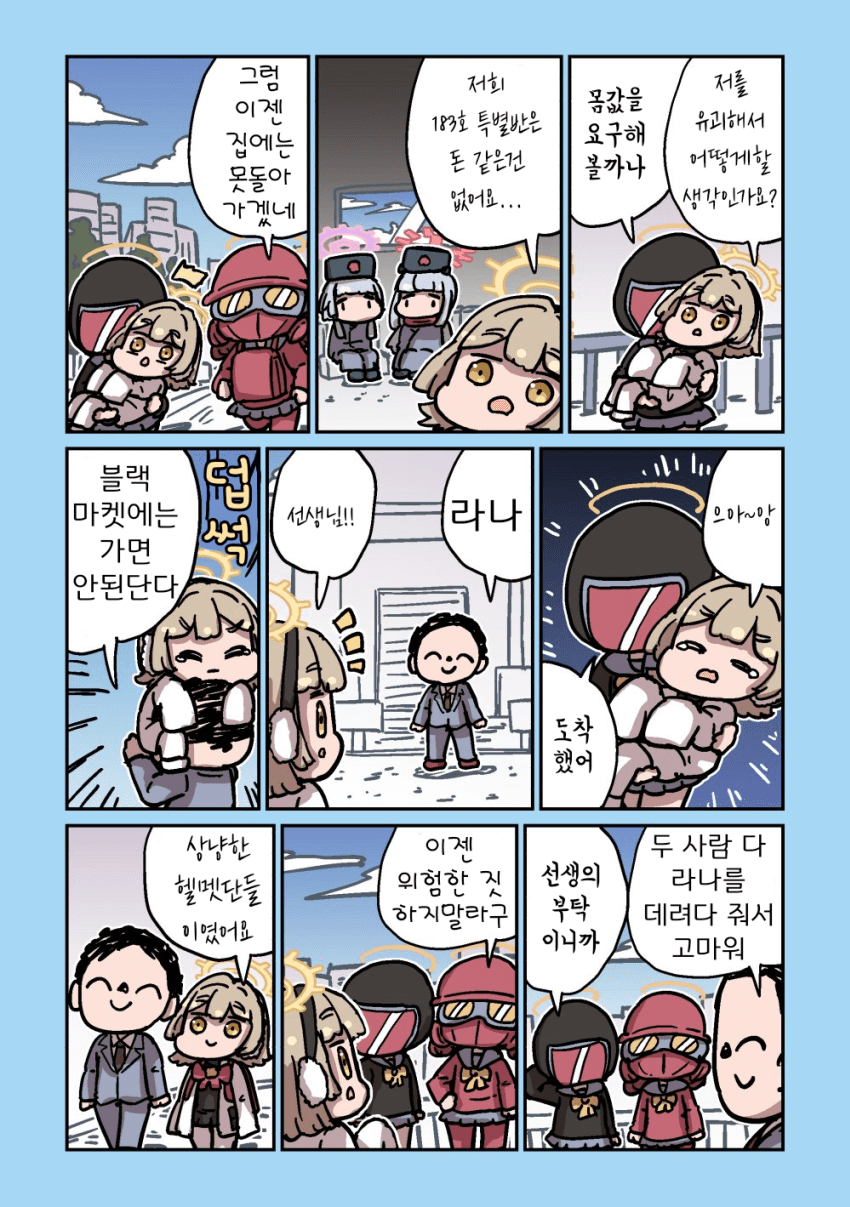 저를
유괴해서
어떻게할
생각인가요?
몸값을
요구해
볼까나
저희
183호 특별반은
돈 같은건
없어요...
그럼
이젠
집에는
못돌아
가겠네
으아~앙
도착
했어
라나
선생님!!
덥썩
블랙
마켓에는
가면
안된단다
두 사람 다
라나를
데려다 줘서
고마워
선생의
부탁
이니까
이젠
위험한 짓
하지말라구
상냥한
헬멧단들
이였어요